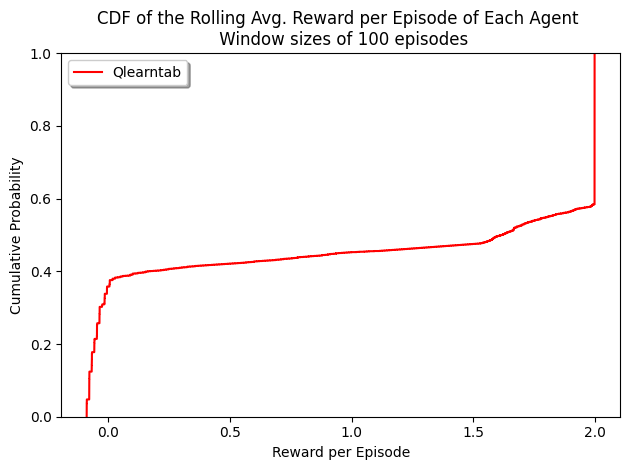 CDF of the Rolling Avg. Reward per Episode of Each Agent
Window sizes of 100 episodes
Qlearntab
Cumulative Probability
1.0
0.8
0.6
0.4
0.2
0.0
0.0 0.5 1.0 1.5 2.0
Reward per Episode